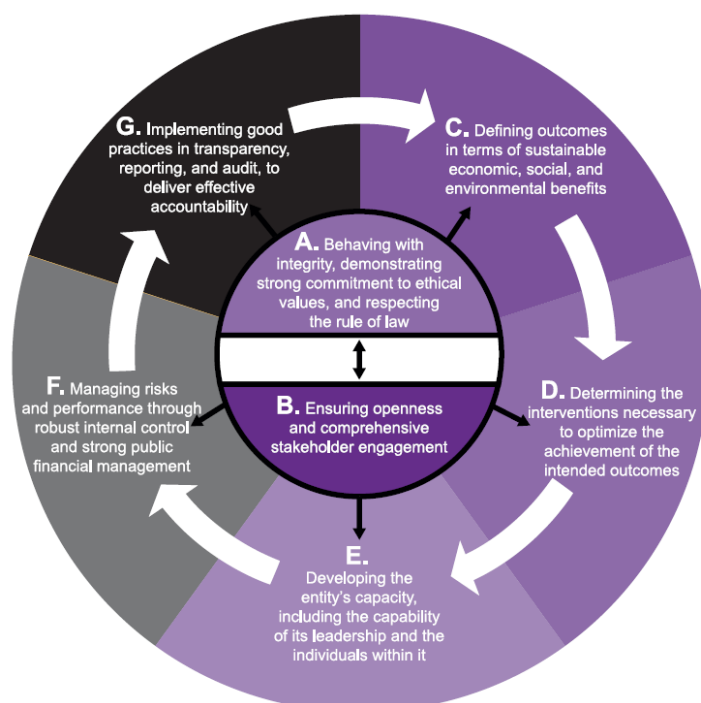 G. Implementing good
practices in transparency,
reporting, and audit, to
deliver effective
accountability
C. Defining outcomes
in terms of sustainable
economic, social, and
environmental benefits
A. Behaving with
integrity, demonstrating
strong commitment to ethical
values, and respecting
the rule of law
B. Ensuring openness
and comprehensive
stakeholder engagement
F. Managing risks
and performance through
robust internal control
and strong public
financial management
D. Determining the
interventions necessary
to optimize the
achievement of the
intended outcomes
E.
Developing the
entity's capacity,
including the capability
of its leadership and the
individuals within it